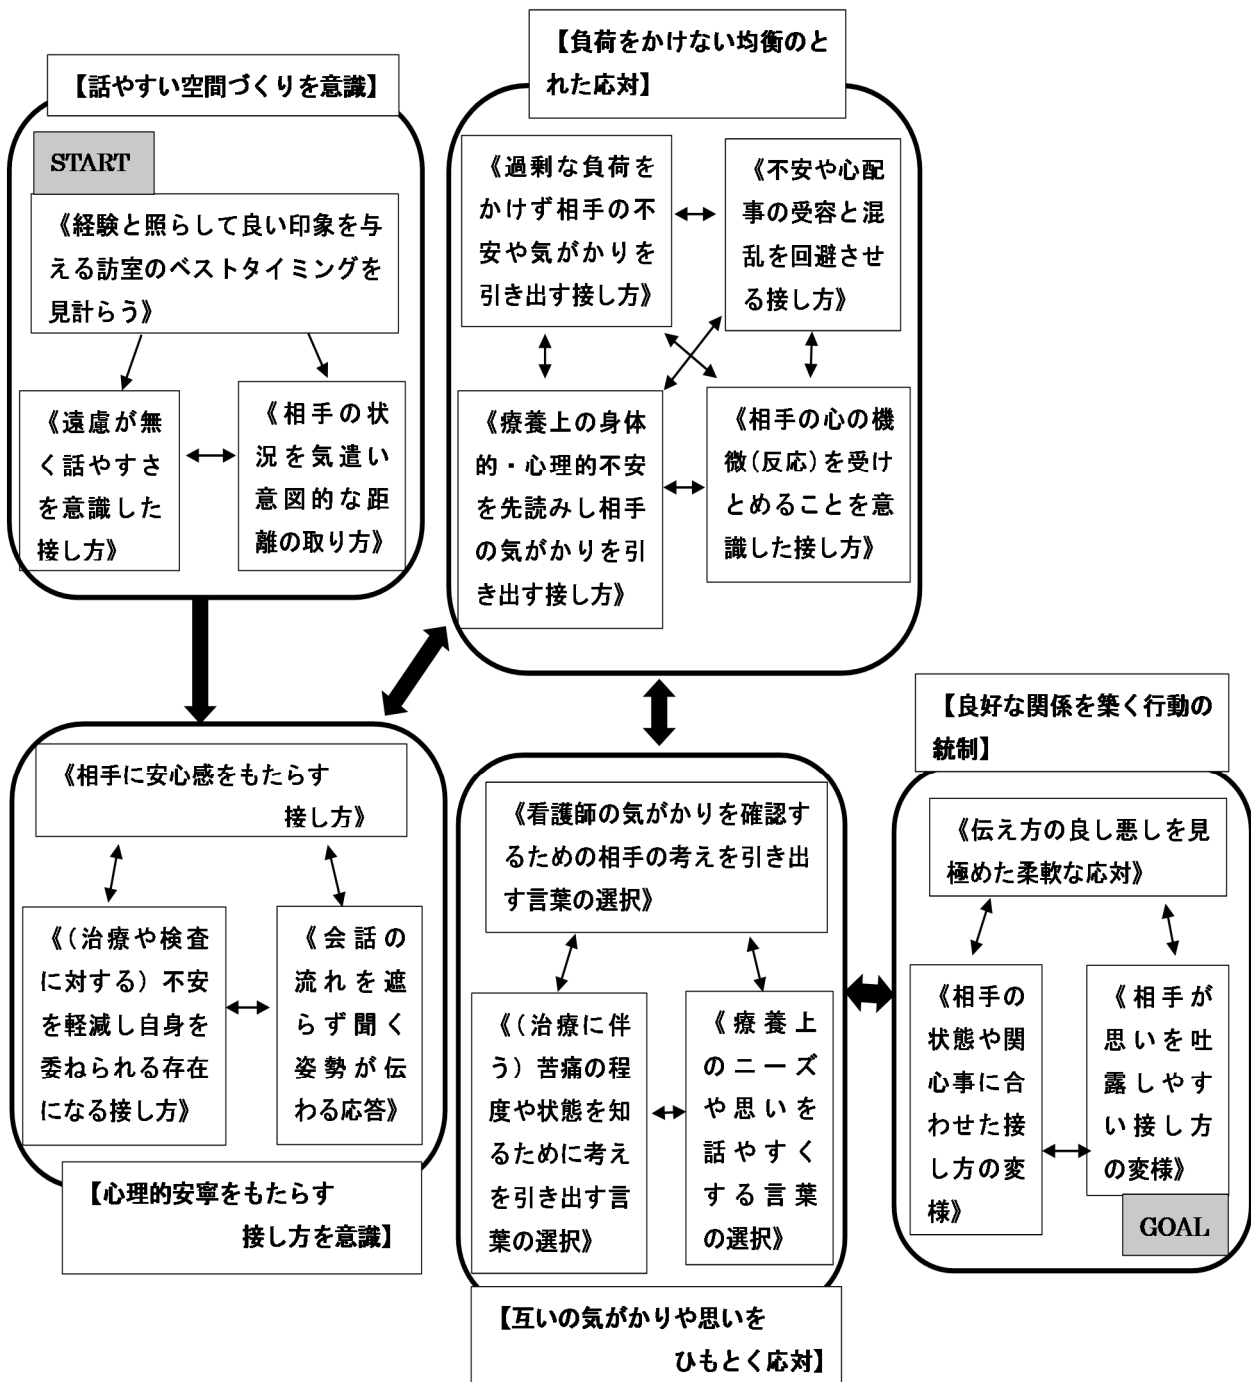 【話やすい空間づくりを意識】
START
《経験と照らして良い印象を与
える訪室のベストタイミングを
見計らう》
《遠慮が無
く話やすさ
を意識した
接し方》
《相手の状
況を気遣い
意図的な距
離の取り方》
【負荷をかけない均衡のと
れた応対】
《過剰な負荷を
かけず相手の不
安や気がかりを
引き出す接し方》
《不安や心配
事の受容と混
乱を回避させ
る接し方》
《療養上の身体
的・心理的不安
を先読みし相手
の気がかりを引
き出す接し方》
《相手の心の機
微(反応)を受け
とめることを意
識した接し方》
《相手に安心感をもたらす
接し方》
《(治療や検査
に対する)不安
を軽減し自身を
委ねられる存在
になる接し方》
《会話の
流れを遮
らず聞く
姿勢が伝
わる応答》
【心理的安寧をもたらす
接し方を意識】
《看護師の気がかりを確認す
るための相手の考えを引き出
す言葉の選択》
《(治療に伴
う)苦痛の程
度や状態を知
るために考え
を引き出す言
葉の選択》
《療養上
のニーズ
や思いを
話やすく
する言葉
の選択》
【互いの気がかりや思いを
ひもとく応対】
【良好な関係を築く行動の
統制】
《伝え方の良し悪しを見
極めた柔軟な応対》
《相手の
状態や関
心事に合
わせた接
し方の変
様》
《相手が
思いを吐
露しやす
い接し方
の変様》
GOAL